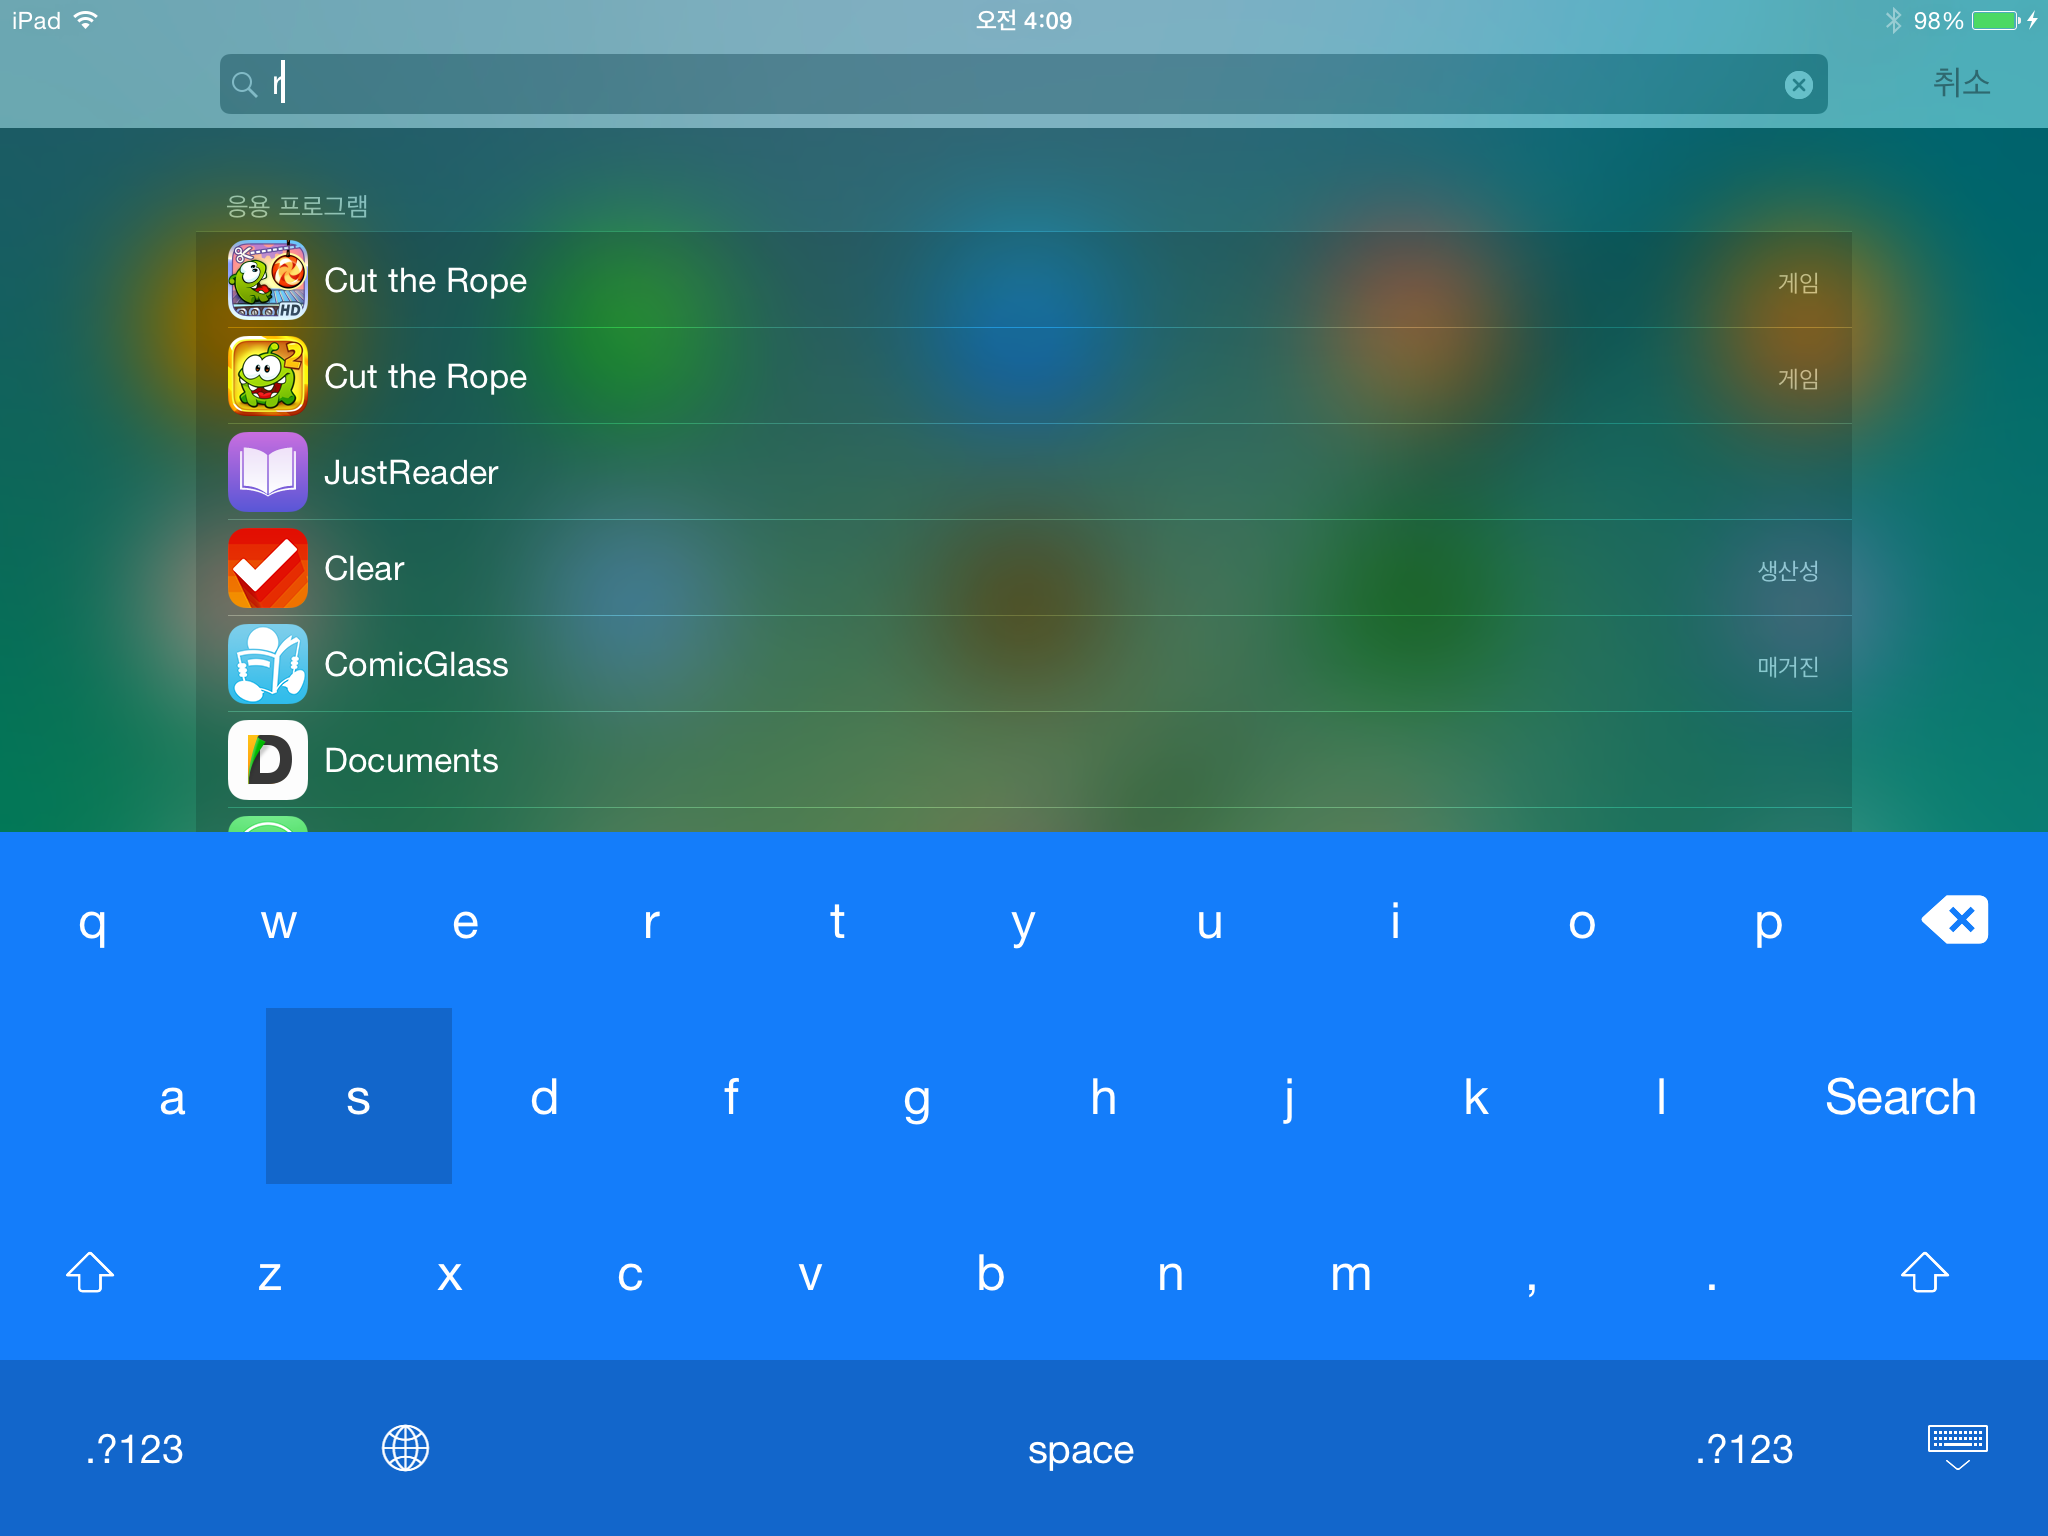 iPad 오전 4:09 98%
r 취소
응용 프로그램
Cut the Rope 게임
HD
Cut the Rope 게임
2
JustReader
Clear 생산성
ComicGlass 매거진
D
Documents
q w e r t y u i o p
a s d f g h j k l Search
z x c v b n m , .
.?123 space .?123